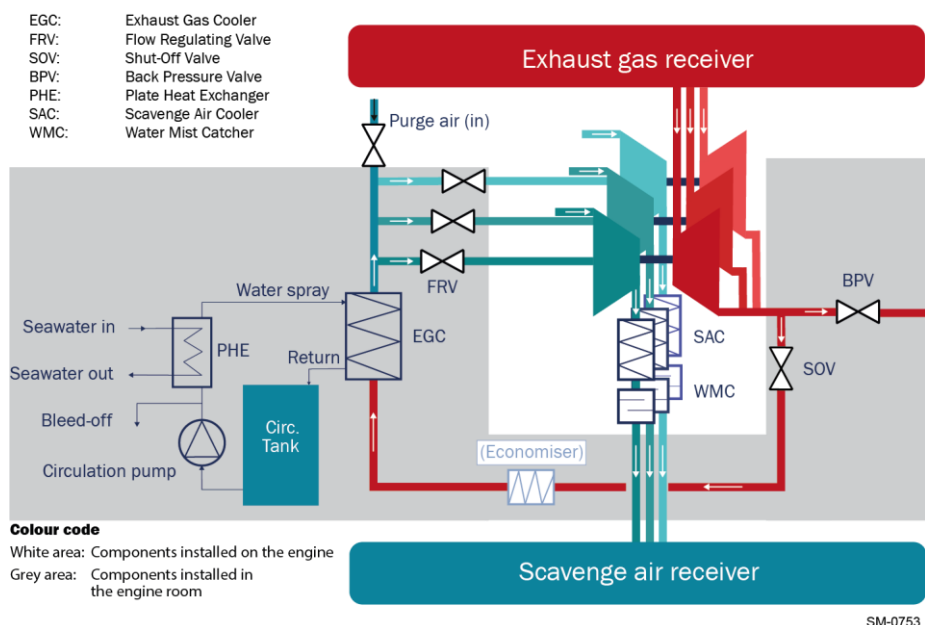 EGC: Exhaust Gas Cooler
FRV: Flow Regulating Valve
SOV: Shut-Off Valve
BPV: Back Pressure Valve
PHE: Plate Heat Exchanger
SAC: Scavenge Air Cooler
WMC: Water Mist Catcher
Exhaust gas receiver
Purge air (in)
FRV
BPV
Water spray
Seawater in
PHE
EGC
SAC
SOV
Return
Seawater out
WMC
Bleed-off
Circ.
Tank
Circulation pump
(Economiser)
Colour code
White area: Components installed on the engine
Grey area: Components installed in
the engine room
Scavenge air receiver
SM-0753